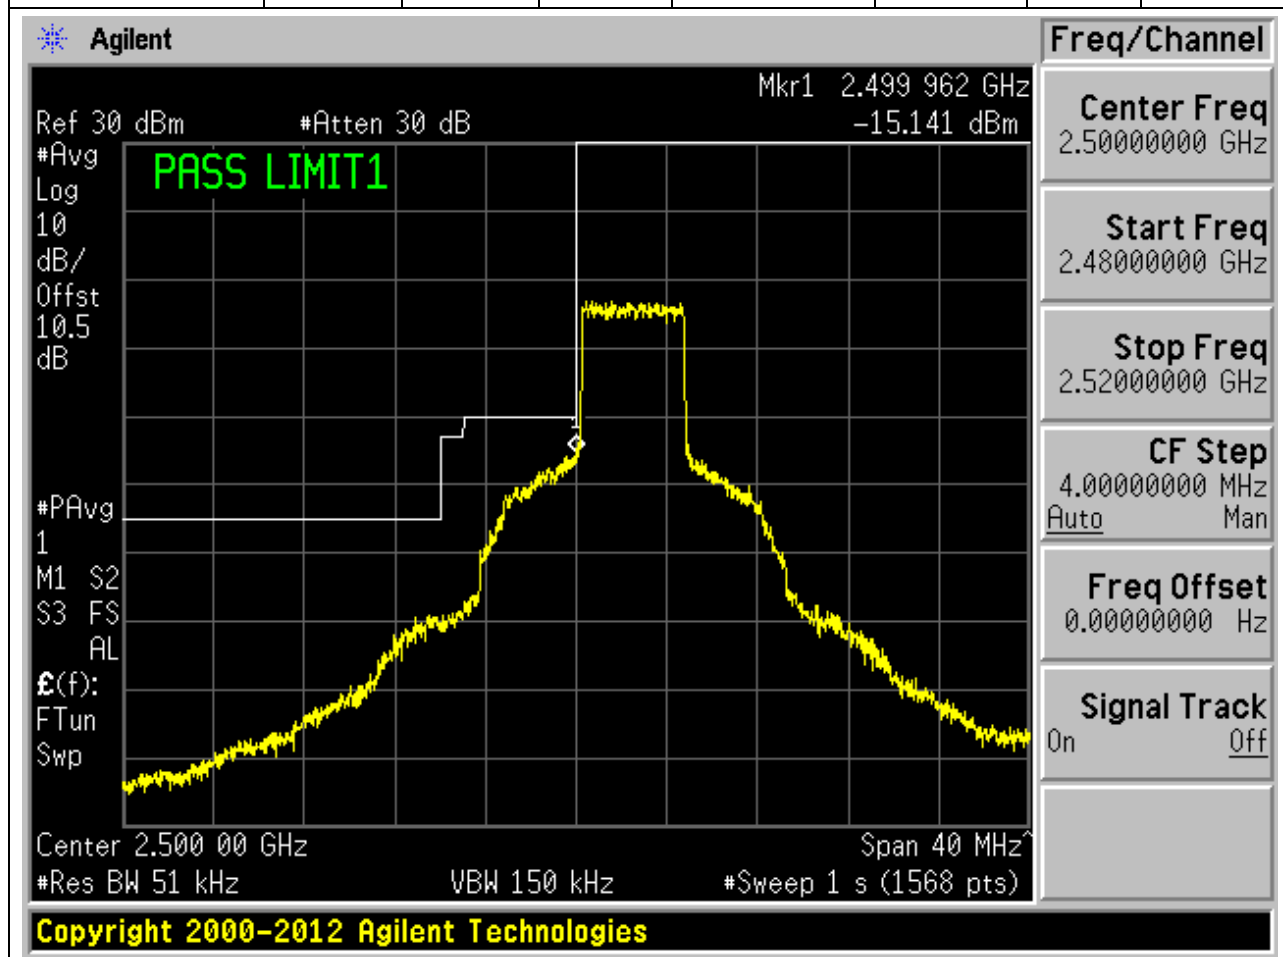 Agilent
Freq/Channel
Mkr1 2.499 962 GHz
Ref 30 dBm #Atten 30 dB -15.141 dBm
#Avg
Log
10
dB/
Offst
10.5
dB
PASS LIMIT1
#PAvg
1
M1 S2
S3 FS
AL
£(f):
FTun
Swp
Center 2.500 00 GHz Span 40 MHz^
#Res BW 51 kHz VBW 150 kHz #Sweep 1 s (1568 pts)
Copyright 2000-2012 Agilent Technologies
Center Freq
2.50000000 GHz
Start Freq
2.48000000 GHz
Stop Freq
2.52000000 GHz
CF Step
4.00000000 MHz
Auto Man
Freq Offset
0.00000000 Hz
Signal Track
On Off